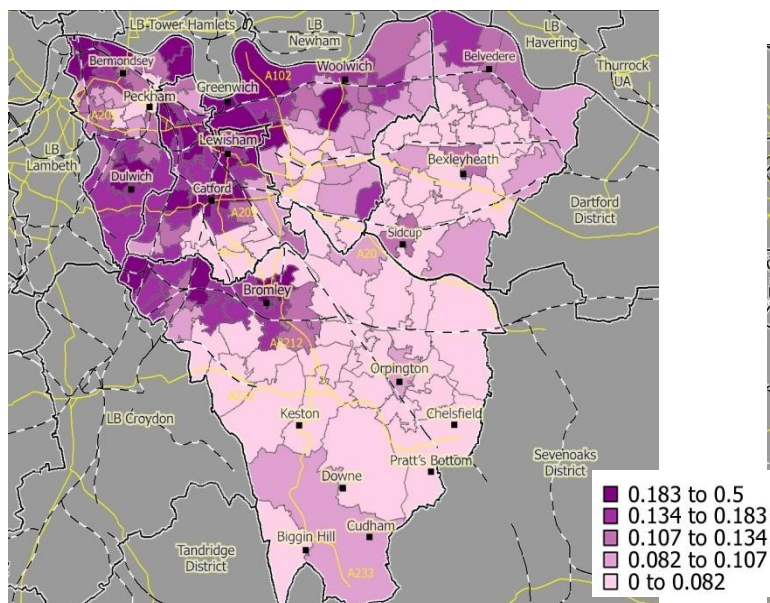 LB Tower Hamlets
LB
Newham
LB
Havering
Bermondsey
Woolwich
Belvedere
Thurrock
UA
A102
Greenwich
Peckham
A202
LB
Lambeth
Lewisham
Bexleyheath
Dulwich
Catford
Dartford
District
A205
Sidcup
A20
Bromley
A3212
Orpington
LB Croydon
Keston
Chelsfield
Pratt's Bottom
Sevenoaks
District
Downe
Cudham
Biggin Hill
Tandridge
District
A233
0.183 to 0.5
0.134 to 0.183
0.107 to 0.134
0.082 to 0.107
0 to 0.082